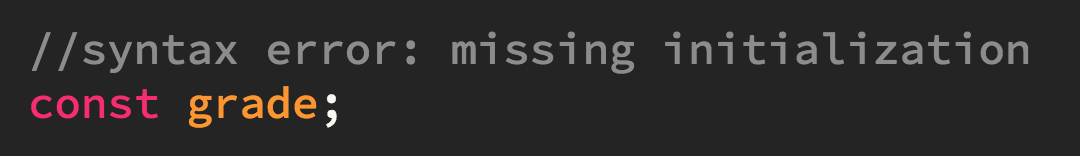 //syntax error: missing initialization
const grade;